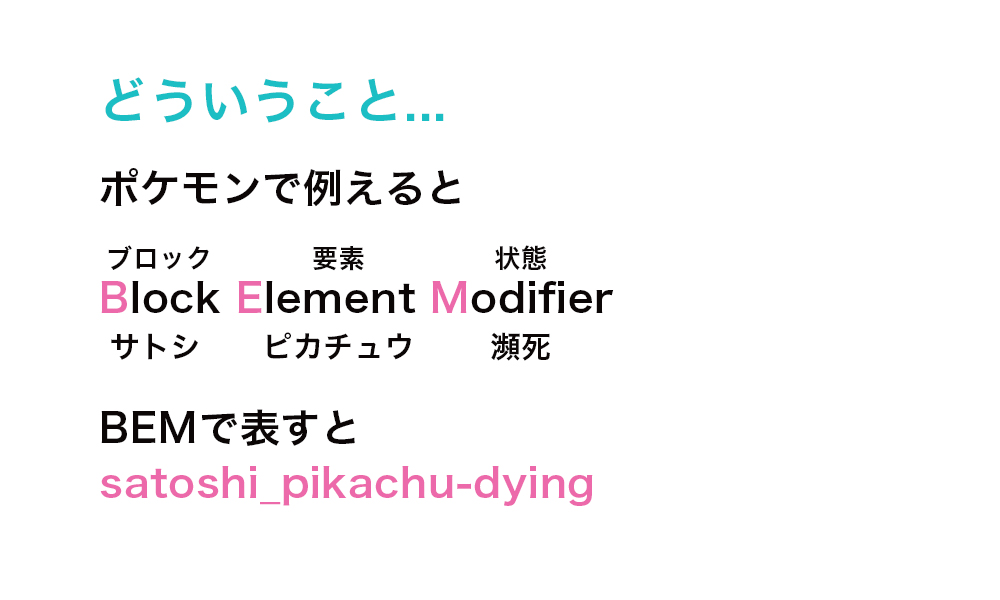 どういうこと...
ポケモンで例えると
ブロック 要素 状態
Block Element Modifier
サトシ ピカチュウ 瀕死
BEMで表すと
satoshi_pikachu-dying